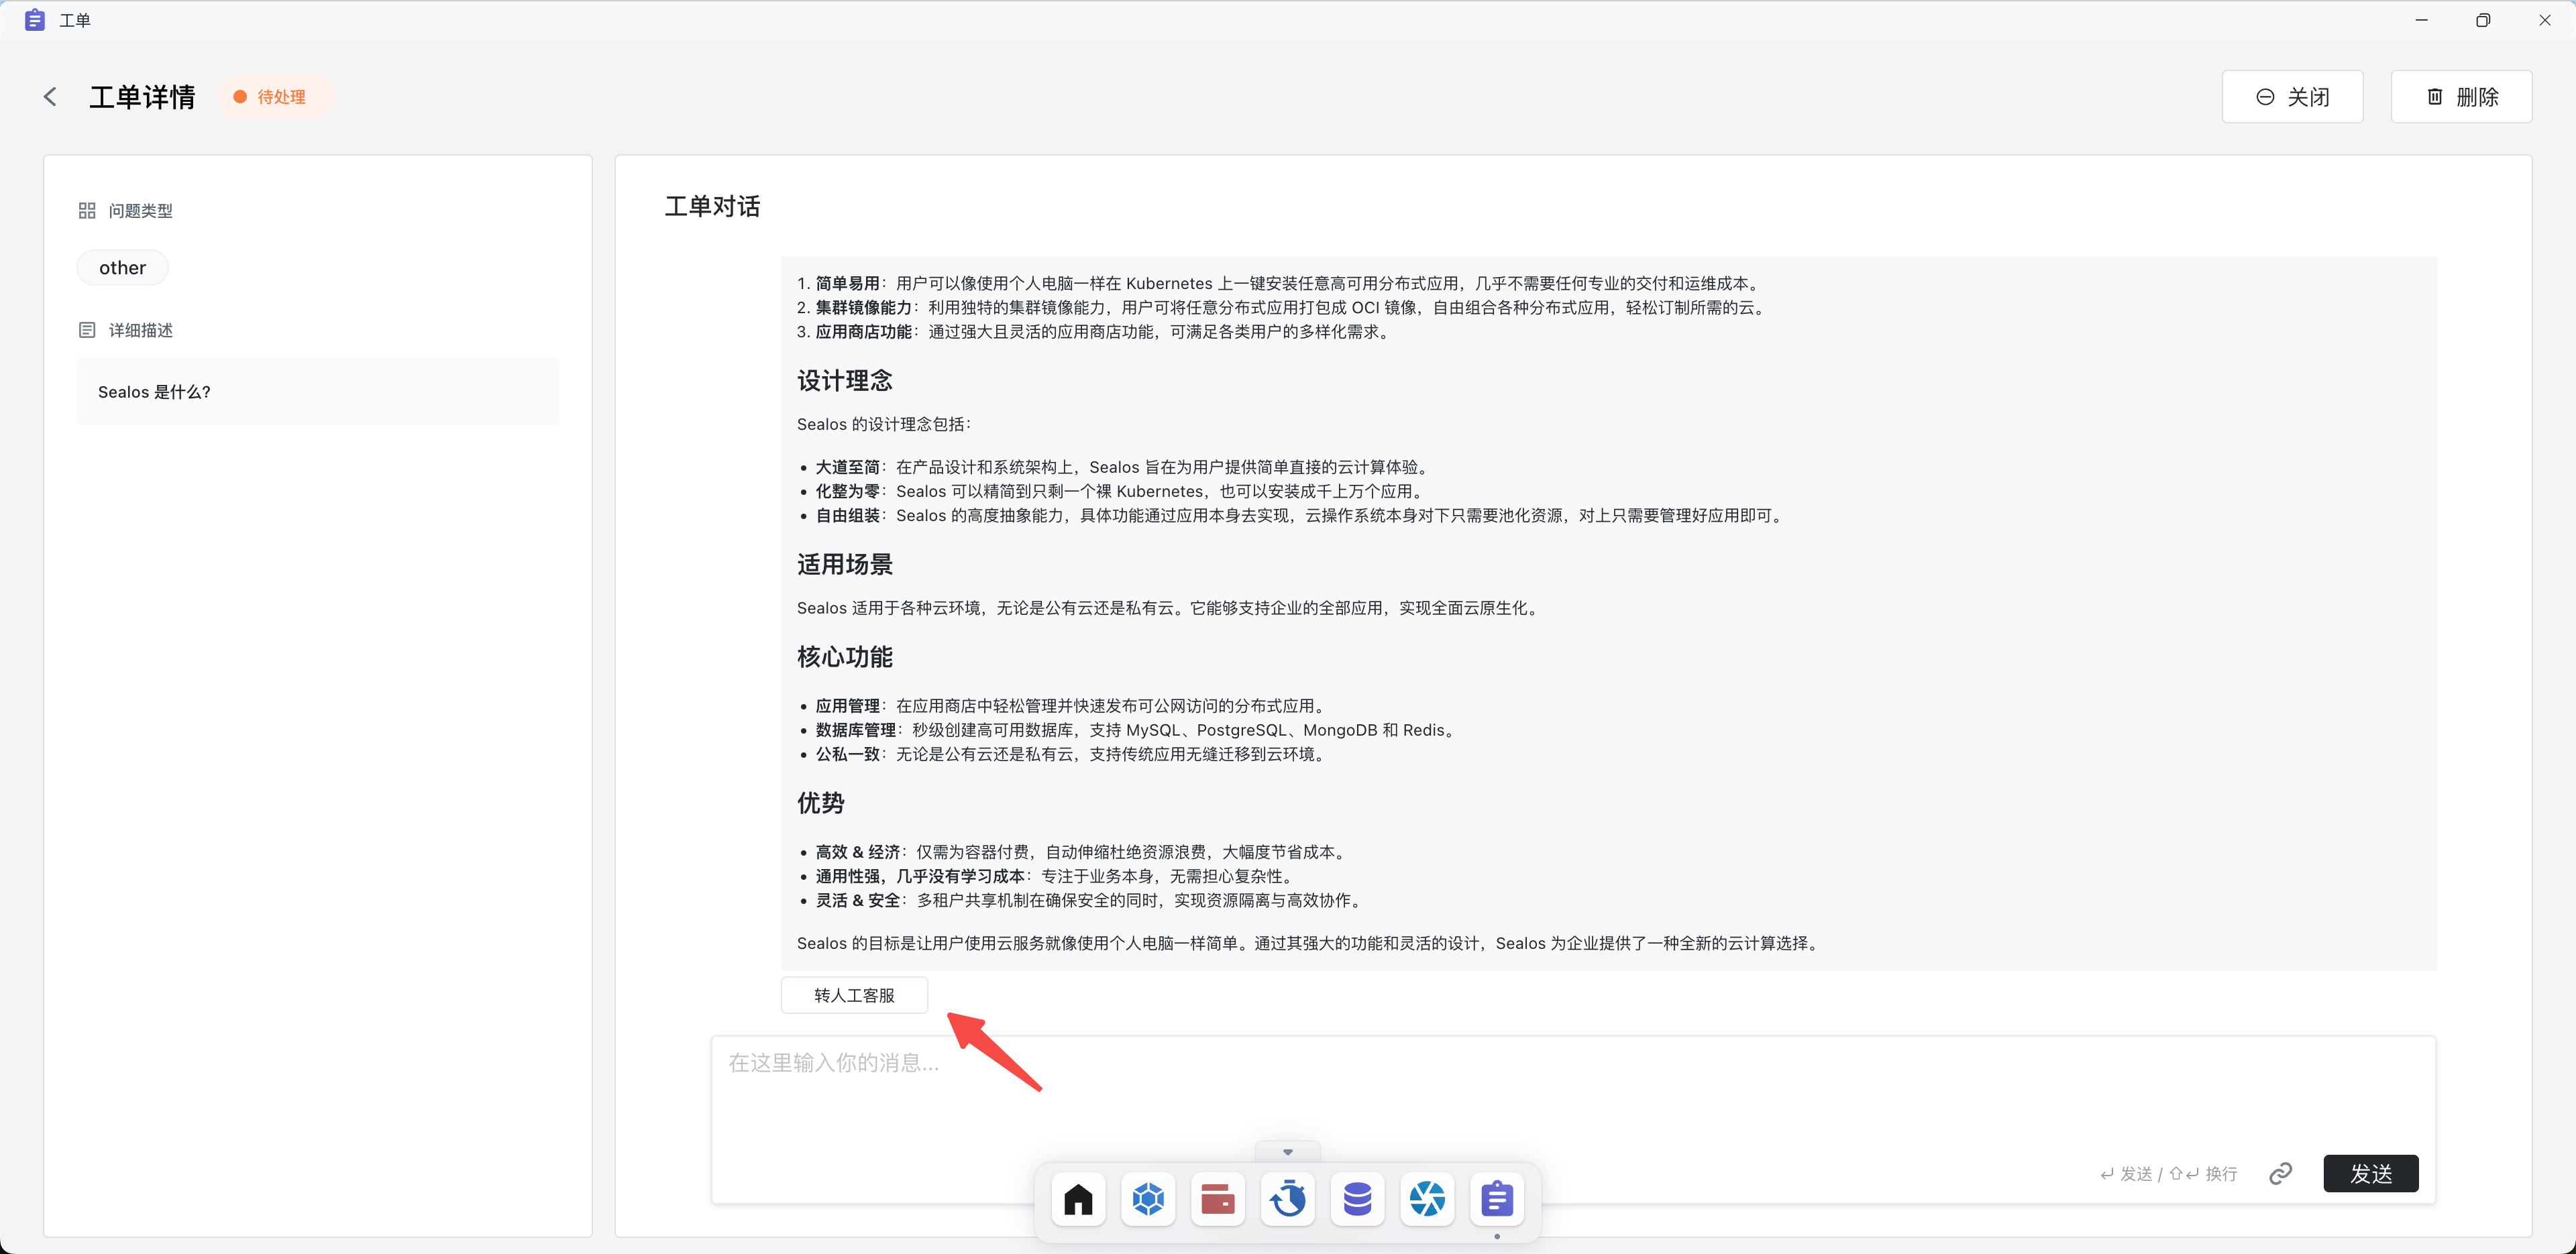 工单
工单详情
待处理
关闭
删除
问题类型
other
详细描述
Sealos 是什么?
工单对话
1. 简单易用：用户可以像使用个人电脑一样在 Kubernetes 上一键安装任意高可用分布式应用，几乎不需要任何专业的交付和运维成本。
2. 集群镜像能力：利用独特的集群镜像能力，用户可将任意分布式应用打包成 OCI 镜像，自由组合各种分布式应用，轻松订制所需的云。
3. 应用商店功能：通过强大且灵活的应用商店功能，可满足各类用户的多样化需求。
设计理念
Sealos 的设计理念包括：
• 大道至简：在产品设计和系统架构上，Sealos 旨在为用户提供简单直接的云计算体验。
• 化整为零：Sealos 可以精简到只剩一个裸 Kubernetes，也可以安装成千上万个应用。
• 自由组装：Sealos 的高度抽象能力，具体功能通过应用本身去实现，云操作系统本身对下只需要池化资源，对上只需要管理好应用即可。
适用场景
Sealos 适用于各种云环境，无论是公有云还是私有云。它能够支持企业的全部应用，实现全面云原生化。
核心功能
• 应用管理：在应用商店中轻松管理并快速发布可公网访问的分布式应用。
• 数据库管理：秒级创建高可用数据库，支持 MySQL、PostgreSQL、MongoDB 和 Redis。
• 公私一致：无论是公有云还是私有云，支持传统应用无缝迁移到云环境。
优势
• 高效 & 经济：仅需为容器付费，自动伸缩杜绝资源浪费，大幅度节省成本。
• 通用性强，几乎没有学习成本：专注于业务本身，无需担心复杂性。
• 灵活 & 安全：多租户共享机制在确保安全的同时，实现资源隔离与高效协作。
Sealos 的目标是让用户使用云服务就像使用个人电脑一样简单。通过其强大的功能和灵活的设计，Sealos 为企业提供了一种全新的云计算选择。
转人工客服
在这里输入你的消息...
↵ 发送 / ⇧↵ 换行
发送